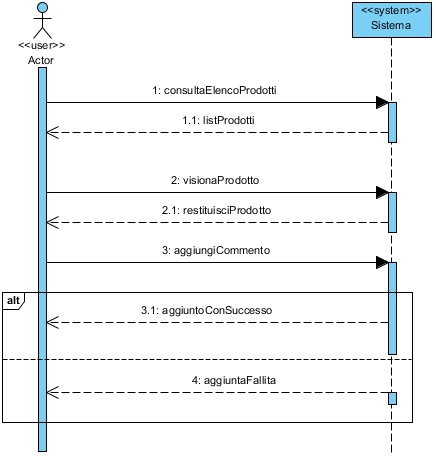 <<system>>
Sistema
<<user>>
Actor
1: consultaElencoProdotti
1.1: listProdotti
2: visionaProdotto
2.1: restituisciProdotto
3: aggiungiCommento
alt
3.1: aggiuntoConSuccesso
4: aggiuntaFallita